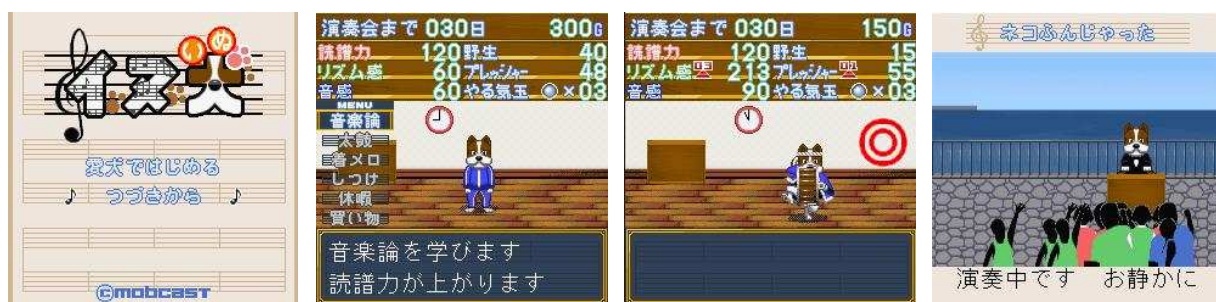 いぬ
イヌ犬
愛犬ではじめる
♪ つづきから ♪
©mobcast
演奏会まで 030日 300G
読譜力 120 野生 40
リズム感 60 プレッシャー 48
音感 60 やる気玉 ×03
MENU
音楽論
太鼓
着メロ
しつけ
休暇
買い物
音楽論を学びます
読譜力が上がります
演奏会まで 030日 150G
読譜力 120 野生 15
リズム感 213 プレッシャー 55
音感 90 やる気玉 ×03
ネコふんじゃった
演奏中です お静かに